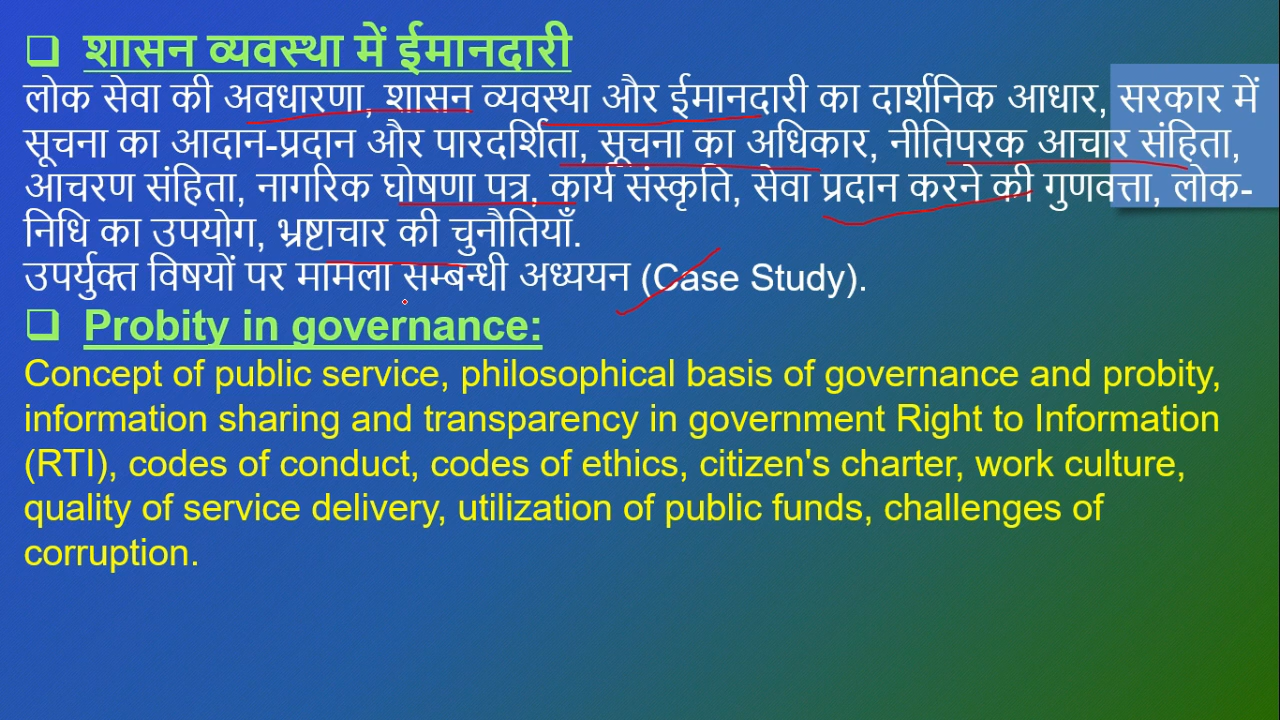 ❑ शासन व्यवस्था में ईमानदारी
लोक सेवा की अवधारणा, शासन व्यवस्था और ईमानदारी का दार्शनिक आधार, सरकार में
सूचना का आदान-प्रदान और पारदर्शिता, सूचना का अधिकार, नीतिपरक आचार संहिता,
आचरण संहिता, नागरिक घोषणा पत्र, कार्य संस्कृति, सेवा प्रदान करने की गुणवत्ता, लोक-
निधि का उपयोग, भ्रष्टाचार की चुनौतियाँ.
उपर्युक्त विषयों पर मामला सम्बन्धी अध्ययन (Case Study).
❑ Probity in governance:
Concept of public service, philosophical basis of governance and probity,
information sharing and transparency in government Right to Information
(RTI), codes of conduct, codes of ethics, citizen's charter, work culture,
quality of service delivery, utilization of public funds, challenges of
corruption.